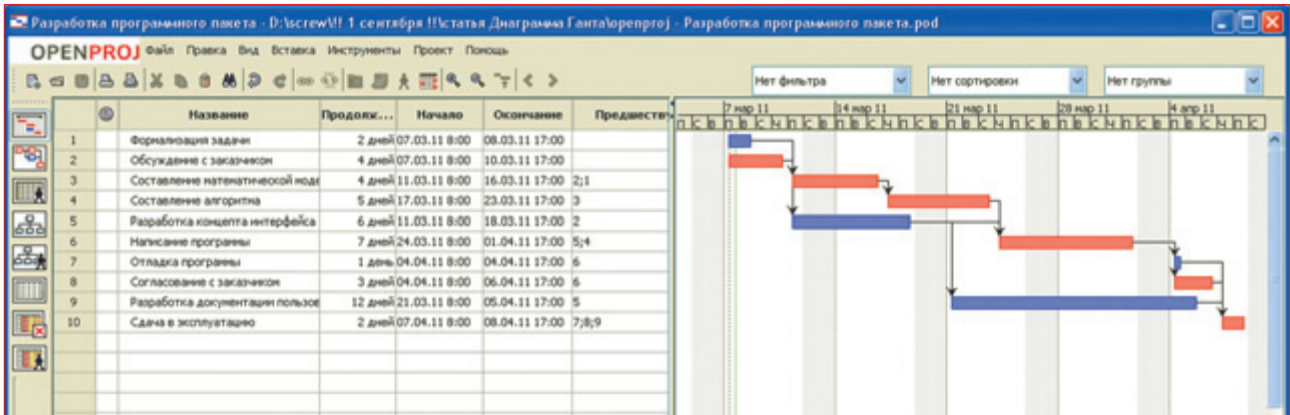 Разработка программного пакета - D:\screw\!! 1 сентября !!\статья Диаграмма Ганта\openproj - Разработка программного пакета.pod
OPENPROJ Файл Правка Вид Вставка Инструменты Проект Помощь
Нет фильтра Нет сортировки Нет группы
Название Продолж... Начало Окончание Предшеств
7 мар 11 14 мар 11 21 мар 11 28 мар 11 4 апр 11
П С В П В С Ч П С В П В С Ч П С В П В С Ч П С В П В С Ч П С В П В С Ч П С
1 Формализация задачи 2 дней 07.03.11 8:00 08.03.11 17:00
2 Обсуждение с заказчиком 4 дней 07.03.11 8:00 10.03.11 17:00
3 Составление математической моде 4 дней 11.03.11 8:00 16.03.11 17:00 2;1
4 Составление алгоритма 5 дней 17.03.11 8:00 23.03.11 17:00 3
5 Разработка концепта интерфейса 6 дней 11.03.11 8:00 18.03.11 17:00 2
6 Написание программы 7 дней 24.03.11 8:00 01.04.11 17:00 5;4
7 Отладка программы 1 день 04.04.11 8:00 04.04.11 17:00 6
8 Согласование с заказчиком 3 дней 04.04.11 8:00 06.04.11 17:00 6
9 Разработка документации пользов 12 дней 21.03.11 8:00 05.04.11 17:00 5
10 Сдача в эксплуатацию 2 дней 07.04.11 8:00 08.04.11 17:00 7;8;9